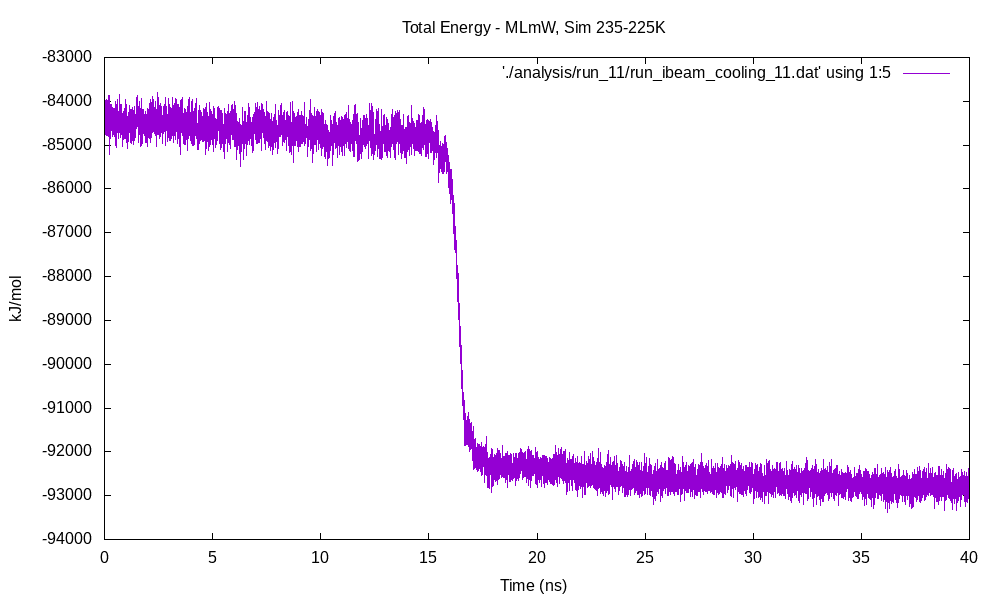 Total Energy - MLmW, Sim 235-225K
'./analysis/run_11/run_ibeam_cooling_11.dat' using 1:5
-83000
-84000
-85000
-86000
-87000
-88000
-89000
-90000
-91000
-92000
-93000
-94000
kJ/mol
0 5 10 15 20 25 30 35 40
Time (ns)